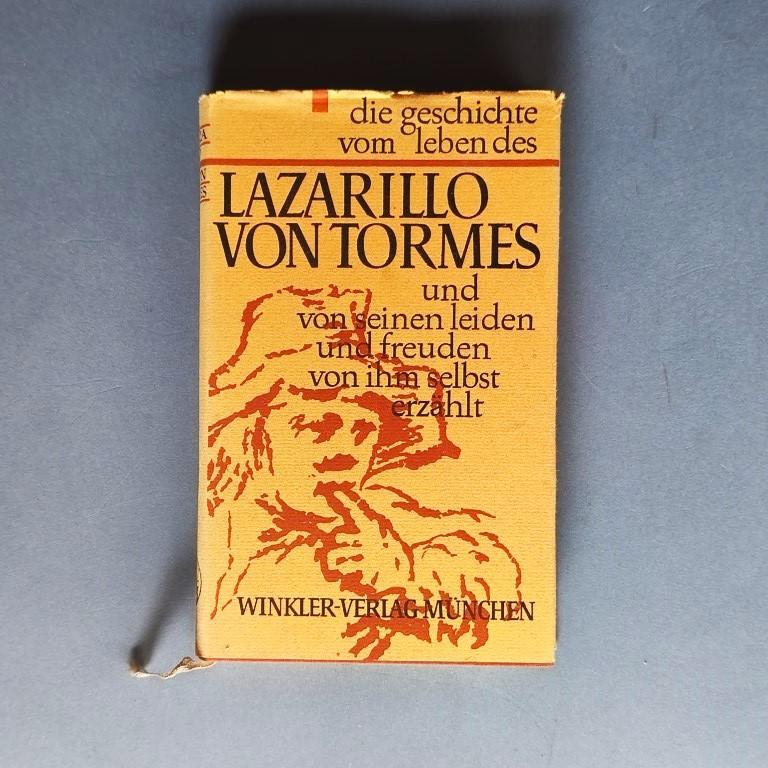 die geschichte
vom leben des
LAZARILLO
VON TORMES
und
von seinen leiden
und freuden
von ihm selbst
erzählt
WINKLER-VERLAG MÜNCHEN